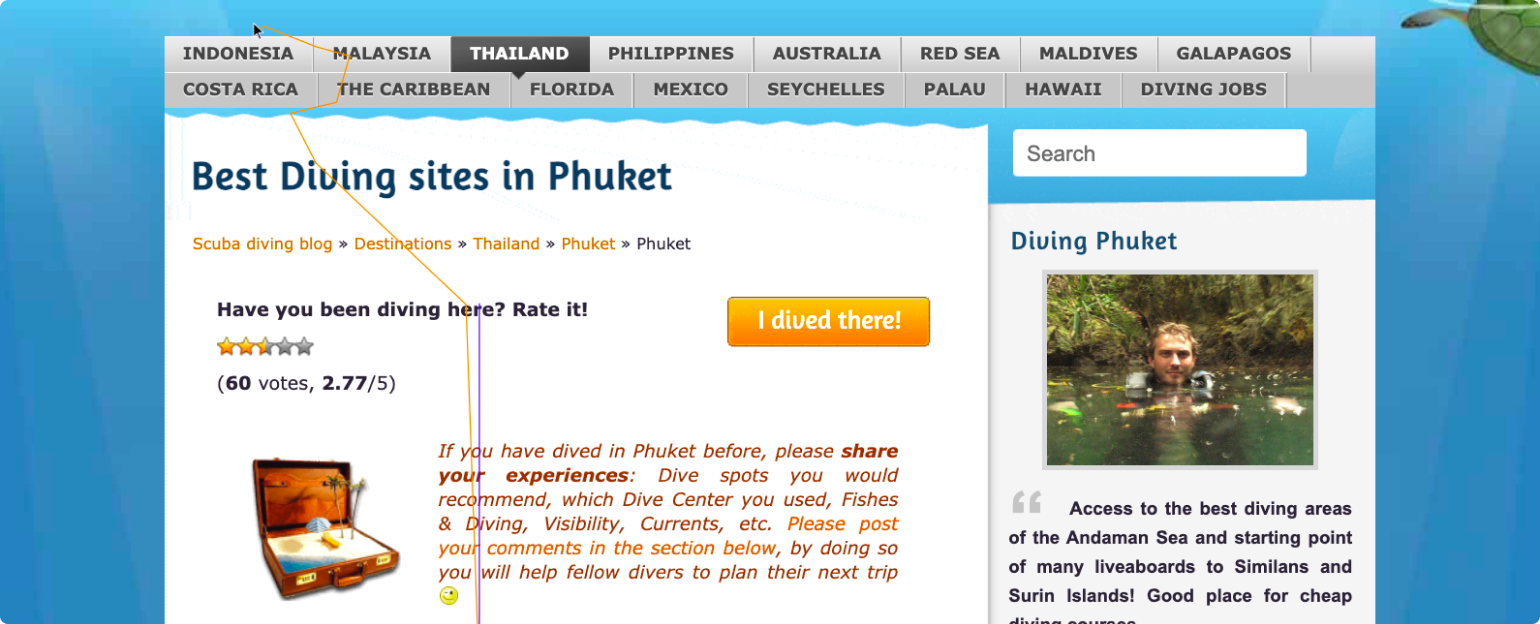 INDONESIA MALAYSIA THAILAND PHILIPPINES AUSTRALIA RED SEA MALDIVES GALAPAGOS
COSTA RICA THE CARIBBEAN FLORIDA MEXICO SEYCHELLES PALAU HAWAII DIVING JOBS
Search
Best Diving sites in Phuket
Scuba diving blog » Destinations » Thailand » Phuket » Phuket
Have you been diving here? Rate it!
I dived there!
(60 votes, 2.77/5)
If you have dived in Phuket before, please share
your experiences: Dive spots you would
recommend, which Dive Center you used, Fishes
& Diving, Visibility, Currents, etc. Please post
your comments in the section below, by doing so
you will help fellow divers to plan their next trip
Diving Phuket
“ Access to the best diving areas
of the Andaman Sea and starting point
of many liveaboards to Similans and
Surin Islands! Good place for cheap
diving courses